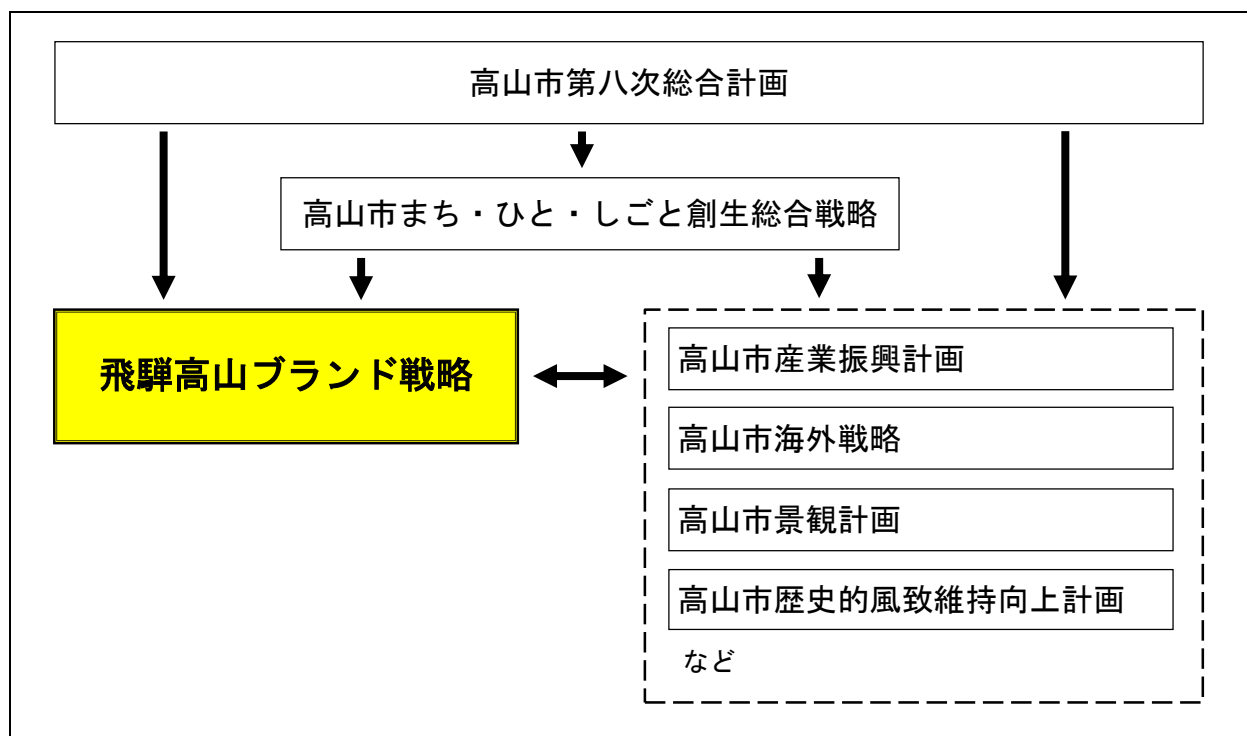 高山市第八次総合計画
高山市まち・ひと・しごと創生総合戦略
飛騨高山ブランド戦略
高山市産業振興計画
高山市海外戦略
高山市景観計画
高山市歴史的風致維持向上計画
など